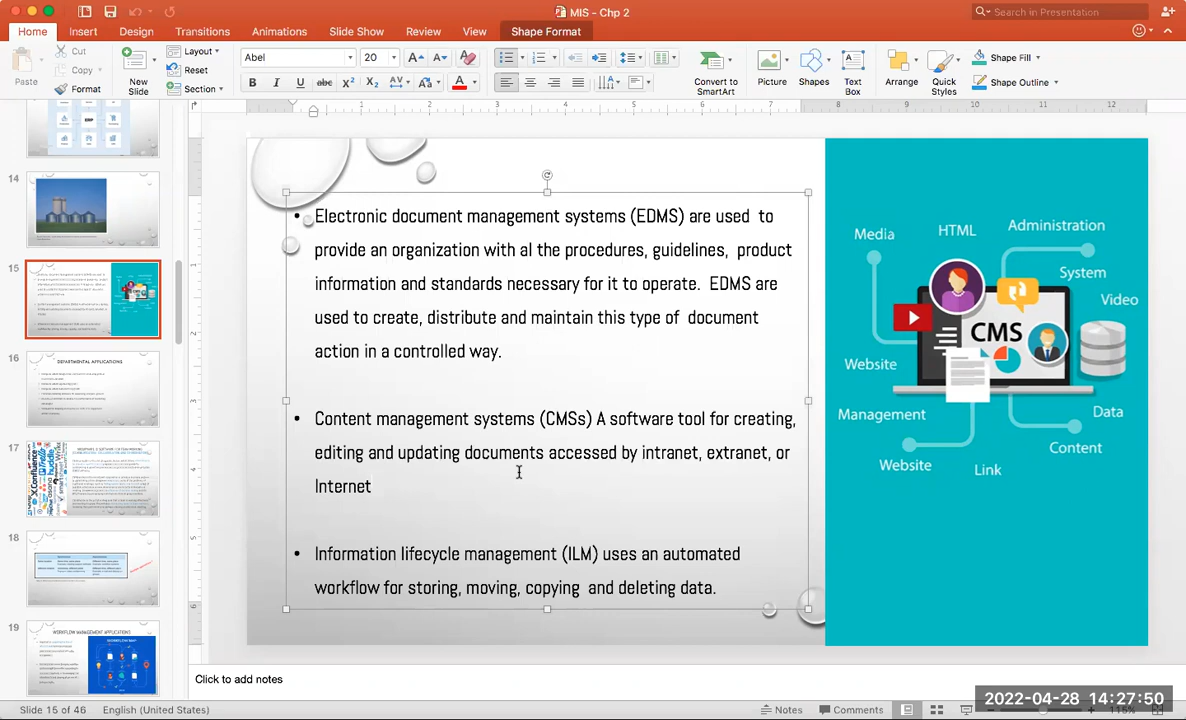 MIS - Chp 2
Search in Presentation
Home Insert Design Transitions Animations Slide Show Review View Shape Format
Paste
Cut
Copy
Format
New
Slide
Layout
Reset
Section
Abel 20
Convert to
SmartArt
Picture
Shapes
Text
Box
Arrange
Quick
Styles
Shape Fill
Shape Outline
14
15
16
DEPARTMENTAL APPLICATIONS
17
18
19
WORKFLOW MANAGEMENT APPLICATIONS
• Electronic document management systems (EDMS) are used to
provide an organization with al the procedures, guidelines, product
information and standards necessary for it to operate. EDMS are
used to create, distribute and maintain this type of document
action in a controlled way.
• Content management systems (CMSs) A software tool for creating,
editing and updating documents accessed by intranet, extranet, or
Internet
• Information lifecycle management (ILM) uses an automated
workflow for storing, moving, copying and deleting data.
Media
HTML
Administration
System
Video
CMS
Website
Management
Data
Content
Website
Link
Click to add notes
Slide 15 of 46 English (United States)
Notes Comments
115%
2022-04-28 14:27:50